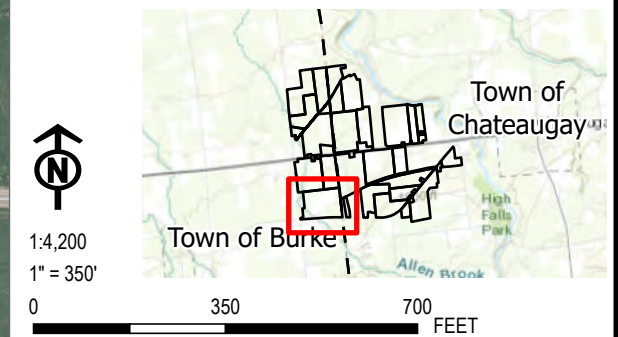 Town of
Chateaugay
N
High
Falls
Park
1:4,200
Town of Burke
1" = 350'
Allen Brook
0 350 700
FEET